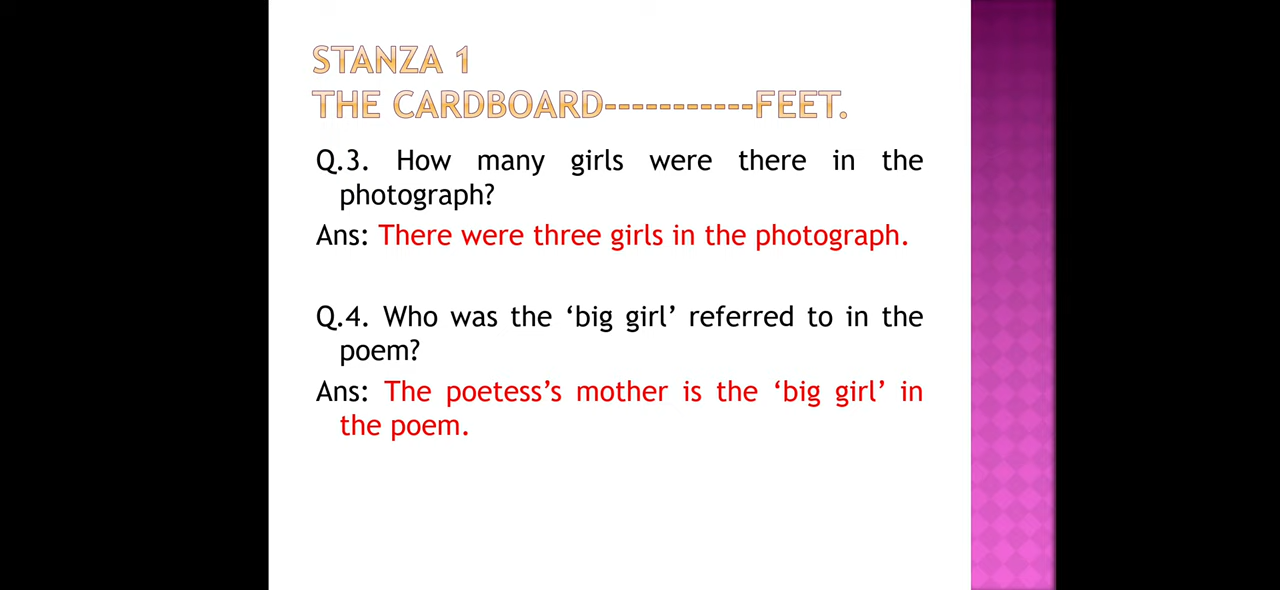 STANZA 1
THE CARDBOARD-----------FEET.
Q.3. How many girls were there in the
photograph?
Ans: There were three girls in the photograph.
Q.4. Who was the ‘big girl’ referred to in the
poem?
Ans: The poetess’s mother is the ‘big girl’ in
the poem.